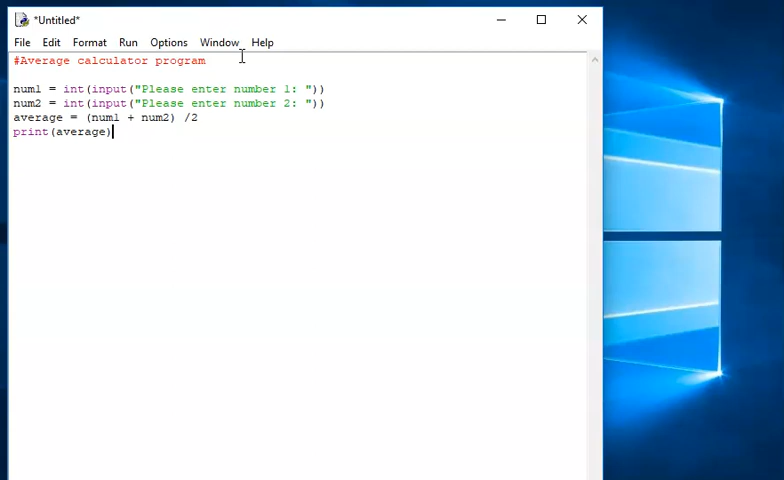 *Untitled*
File Edit Format Run Options Window Help
#Average calculator program
num1 = int(input("Please enter number 1: "))
num2 = int(input("Please enter number 2: "))
average = (num1 + num2) /2
print(average)